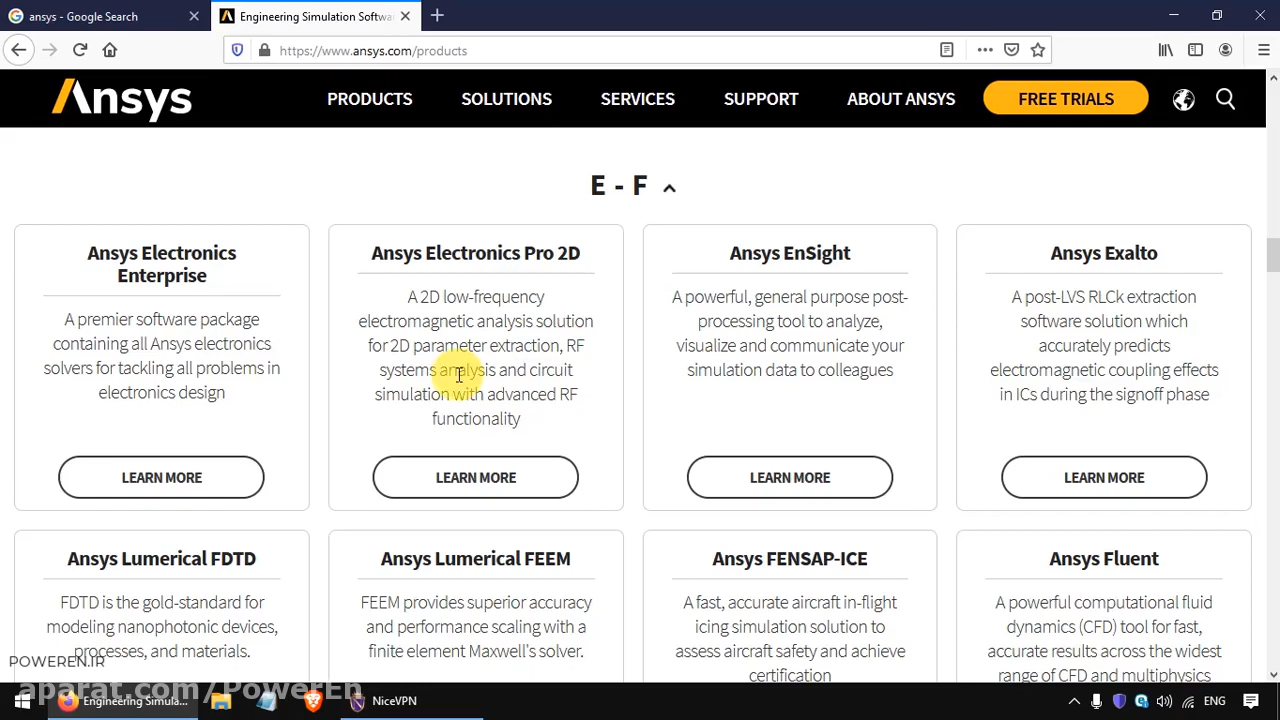 ansys - Google Search
Engineering Simulation Softwa
https://www.ansys.com/products
Ansys
PRODUCTS
SOLUTIONS
SERVICES
SUPPORT
ABOUT ANSYS
FREE TRIALS
E - F
Ansys Electronics
Enterprise
A premier software package
containing all Ansys electronics
solvers for tackling all problems in
electronics design
LEARN MORE
Ansys Electronics Pro 2D
A 2D low-frequency
electromagnetic analysis solution
for 2D parameter extraction, RF
systems analysis and circuit
simulation with advanced RF
functionality
LEARN MORE
Ansys EnSight
A powerful, general purpose post-
processing tool to analyze,
visualize and communicate your
simulation data to colleagues
LEARN MORE
Ansys Exalto
A post-LVS RLCk extraction
software solution which
accurately predicts
electromagnetic coupling effects
in ICs during the signoff phase
LEARN MORE
Ansys Lumerical FDTD
FDTD is the gold-standard for
modeling nanophotonic devices,
processes, and materials.
Ansys Lumerical FEEM
FEEM provides superior accuracy
and performance scaling with a
finite element Maxwell's solver.
Ansys FENSAP-ICE
A fast, accurate aircraft in-flight
icing simulation solution to
assess aircraft safety and achieve
certification
Ansys Fluent
A powerful computational fluid
dynamics (CFD) tool for fast,
accurate results across the widest
range of CFD and multiphysics
POWEREN.IR
aparat.com/PowerEn
Engineering Simula...
NiceVPN
ENG